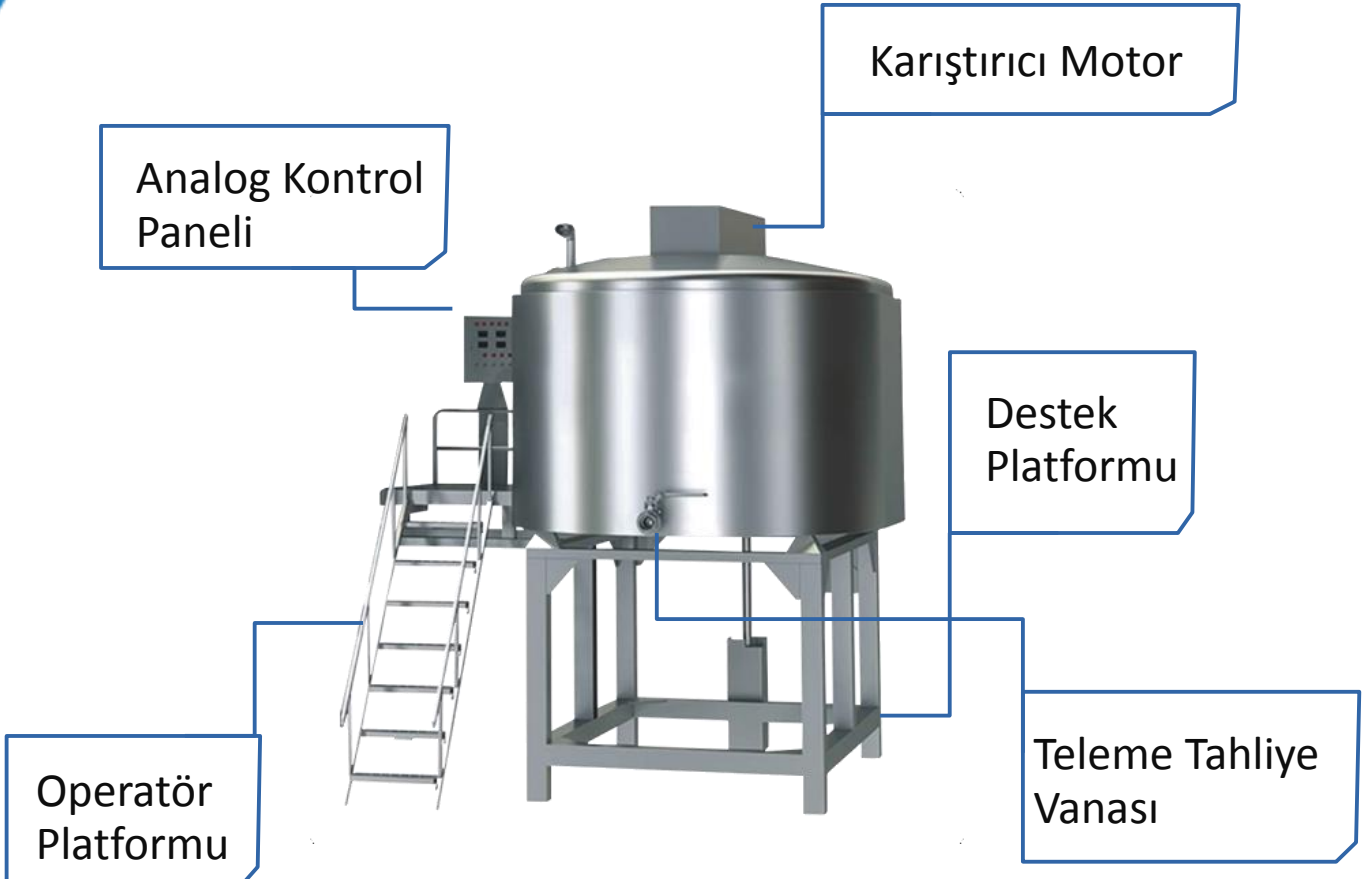 Karıştırıcı Motor
Analog Kontrol
Paneli
Destek
Platformu
Teleme Tahliye
Vanası
Operatör
Platformu